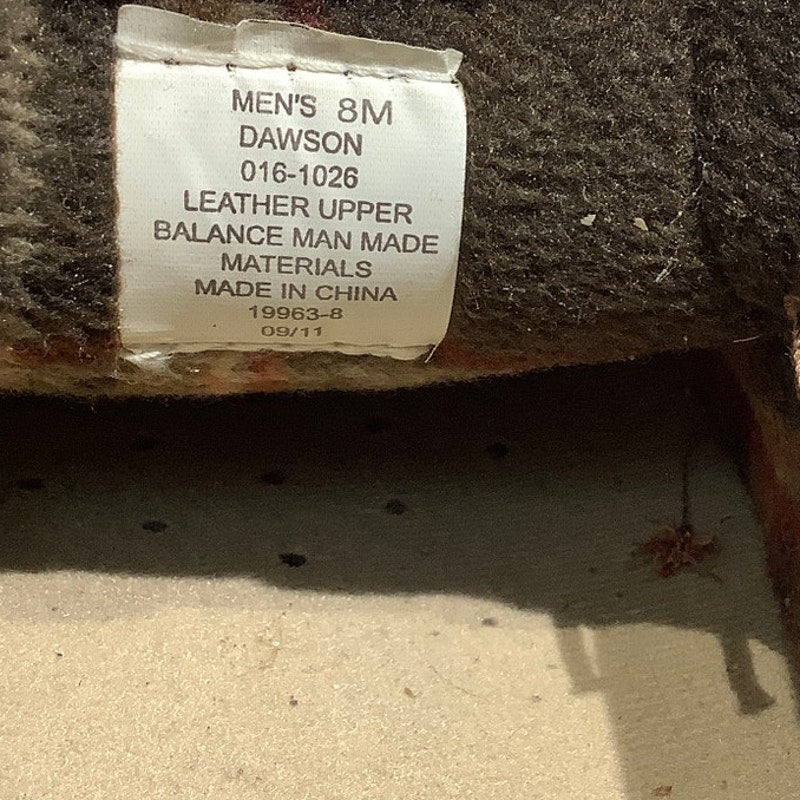 MEN'S 8M
DAWSON
016-1026
LEATHER UPPER
BALANCE MAN MADE
MATERIALS
MADE IN CHINA
19963-8
09/11